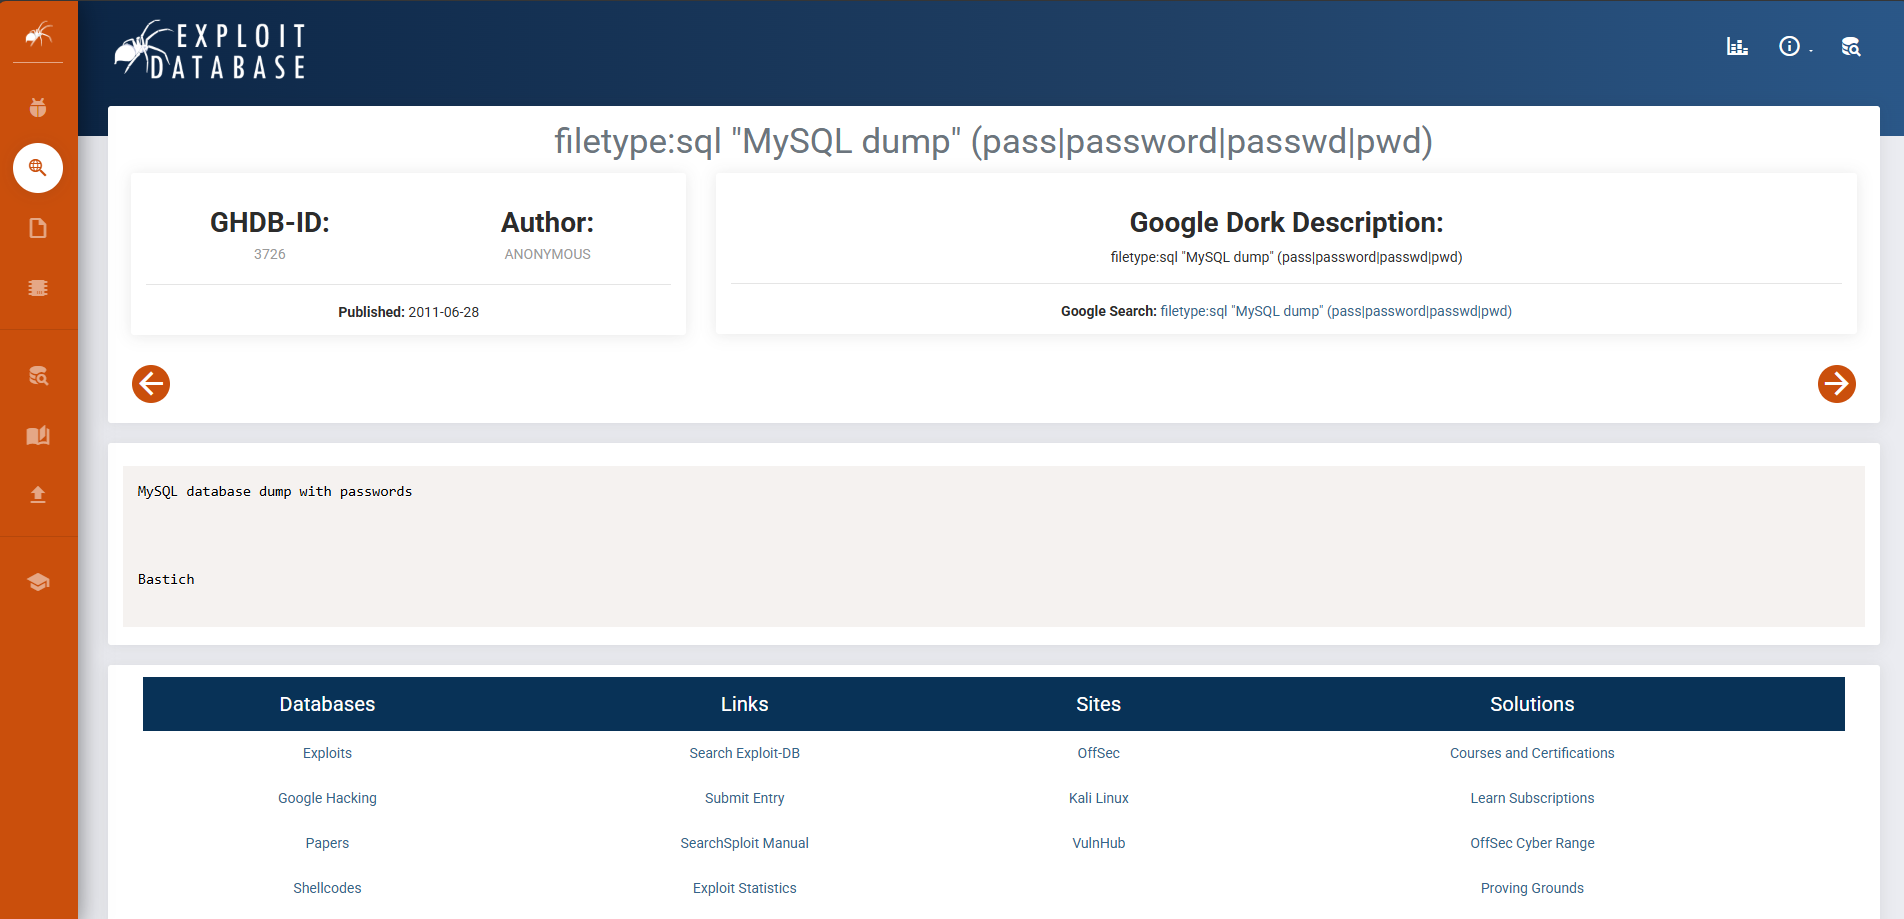 EXPLOIT
DATABASE
filetype:sql "MySQL dump" (pass|password|passwd|pwd)
GHDB-ID:
3726
Author:
ANONYMOUS
Published: 2011-06-28
Google Dork Description:
filetype:sql "MySQL dump" (pass|password|passwd|pwd)
Google Search: filetype:sql "MySQL dump" (pass|password|passwd|pwd)
MySQL database dump with passwords
Bastich
Databases Links Sites Solutions
Exploits Search Exploit-DB OffSec Courses and Certifications
Google Hacking Submit Entry Kali Linux Learn Subscriptions
Papers SearchSploit Manual VulnHub OffSec Cyber Range
Shellcodes Exploit Statistics Proving Grounds